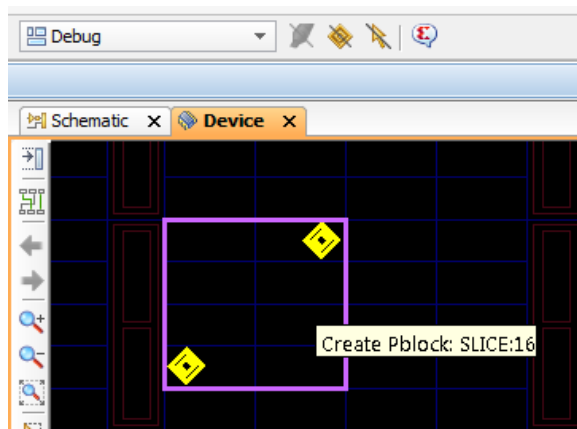 Debug
Σ
Schematic X Device X
Create Pblock: SLICE:16